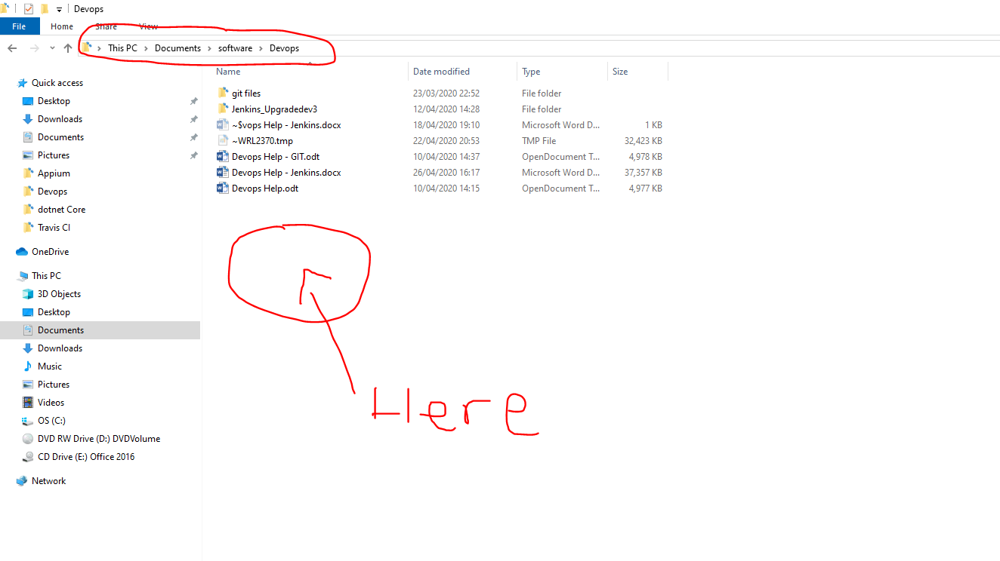 Devops
File Home Share View
This PC Documents software Devops
Name Date modified Type Size
Quick access
Desktop
Downloads
Documents
Pictures
Appium
Devops
dotnet Core
Travis CI
OneDrive
This PC
3D Objects
Desktop
Documents
Downloads
Music
Pictures
Videos
OS (C:)
DVD RW Drive (D:) DVDVolume
CD Drive (E:) Office 2016
Network
git files 23/03/2020 22:52 File folder
Jenkins_Upgradedev3 12/04/2020 14:28 File folder
~$vops Help - Jenkins.docx 18/04/2020 19:10 Microsoft Word D... 1 KB
~WRL2370.tmp 22/04/2020 20:53 TMP File 32,423 KB
Devops Help - GIT.odt 10/04/2020 14:37 OpenDocument T... 4,978 KB
Devops Help - Jenkins.docx 26/04/2020 16:17 Microsoft Word D... 37,357 KB
Devops Help.odt 10/04/2020 14:15 OpenDocument T... 4,977 KB
Here